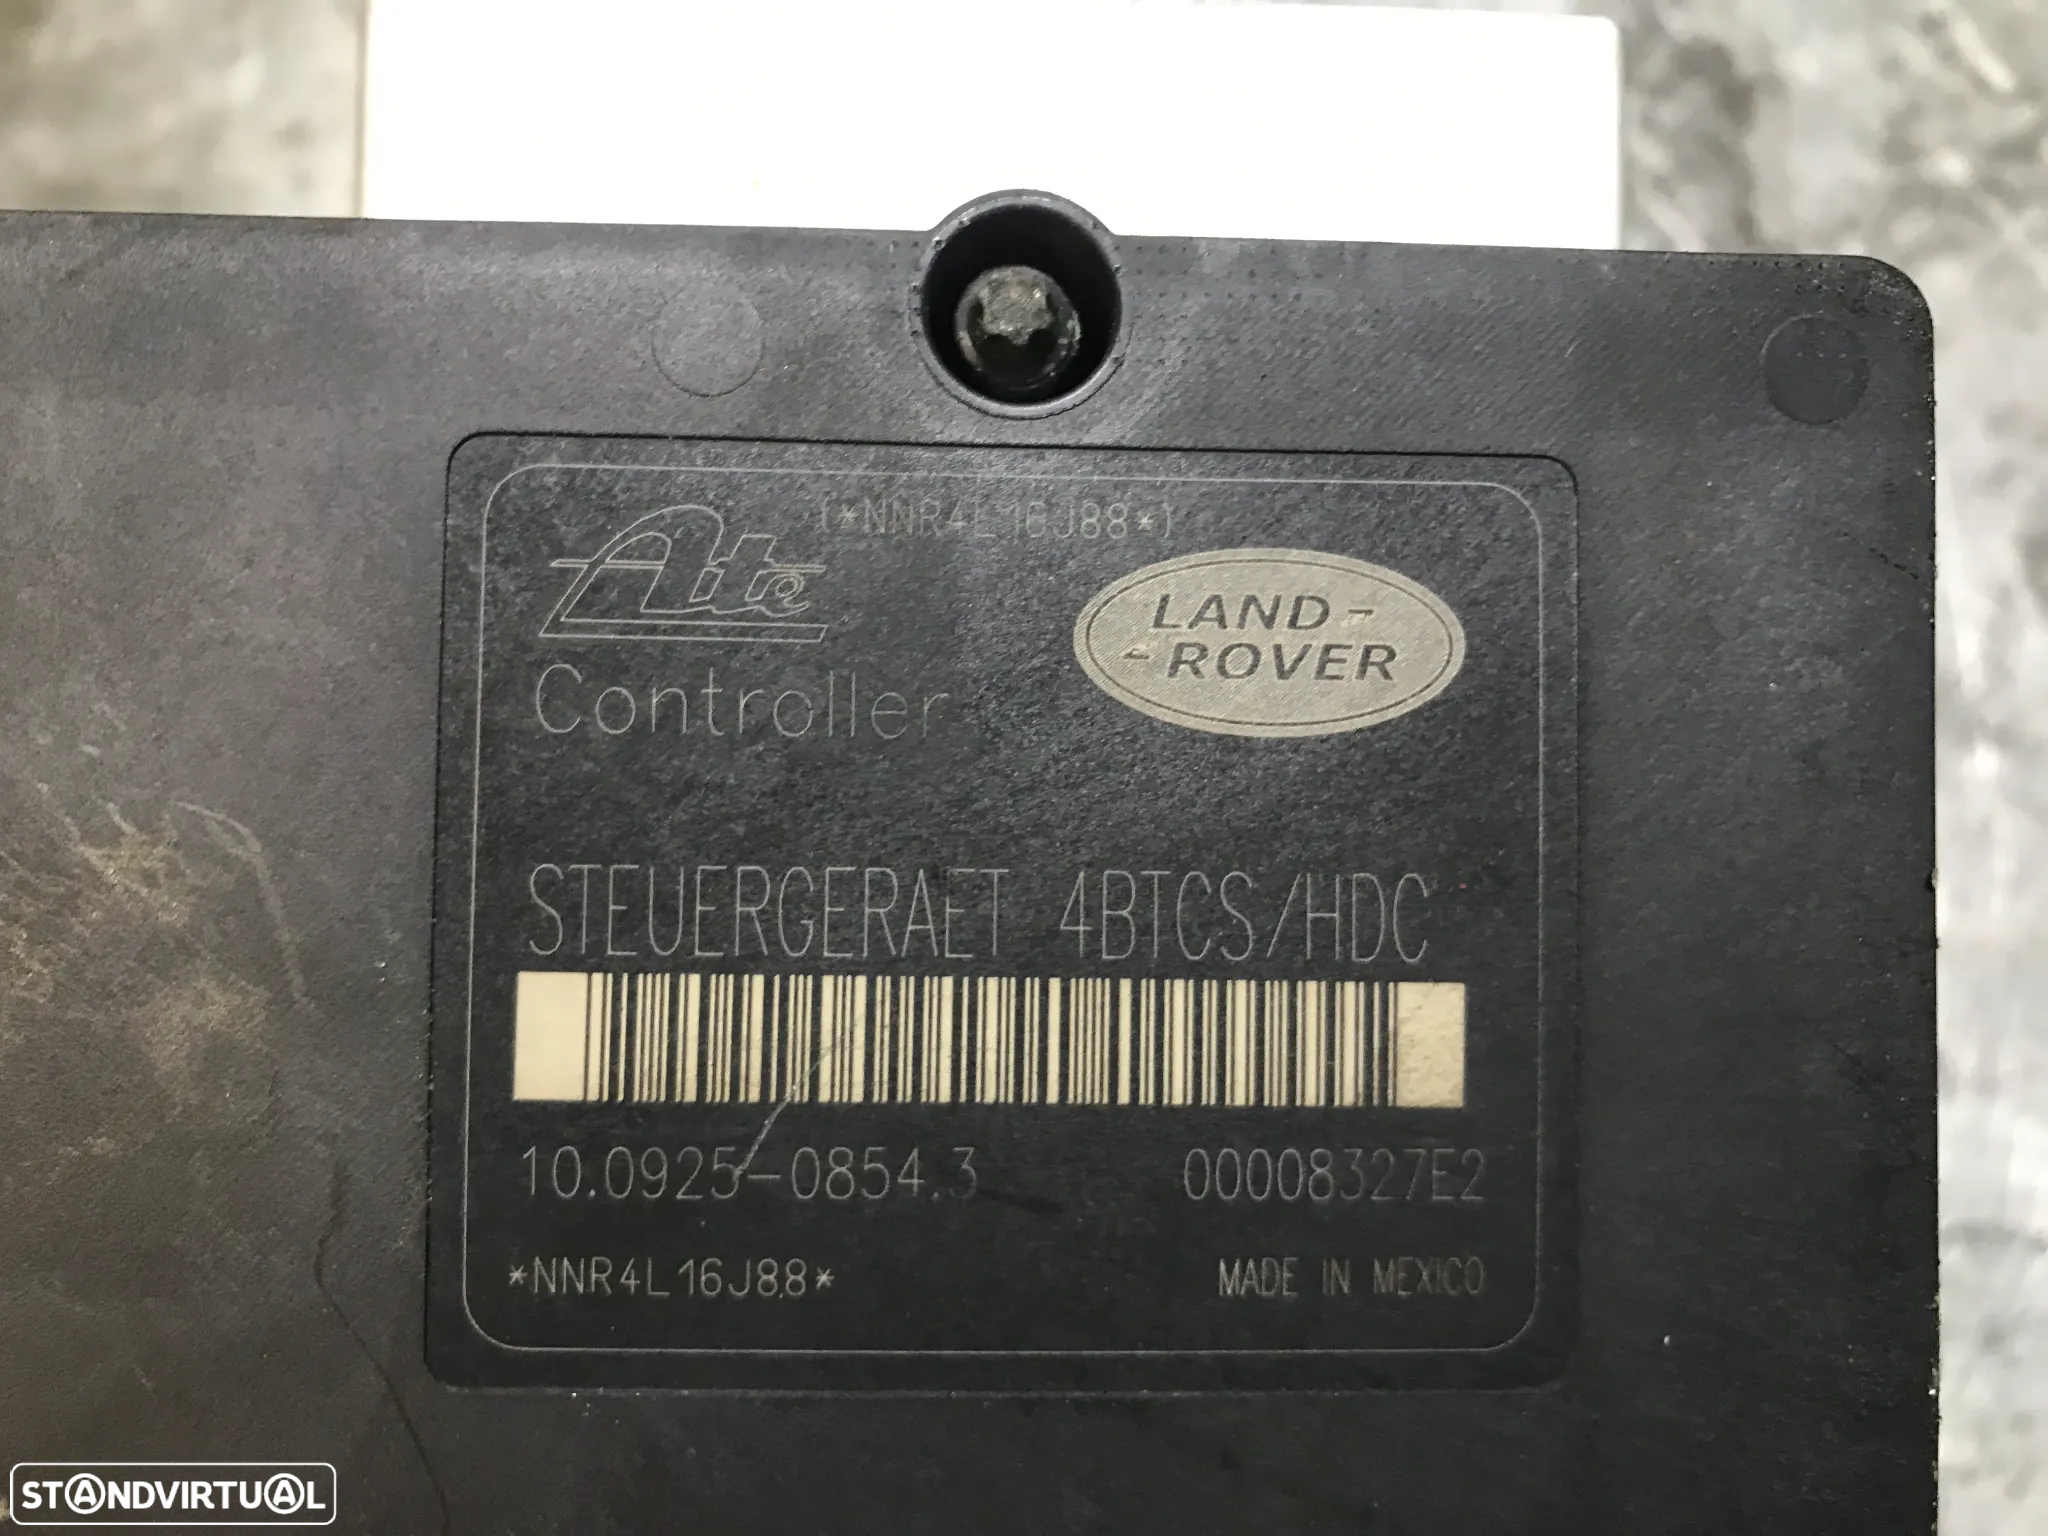 (*NNR4L16J88*)
Ate
LAND-
-ROVER
Controller
STEUERGERAET 4BTCS/HDC
10.0925-0854.3 00008327E2
*NNR4L16J88* MADE IN MEXICO
STANDVIRTUAL